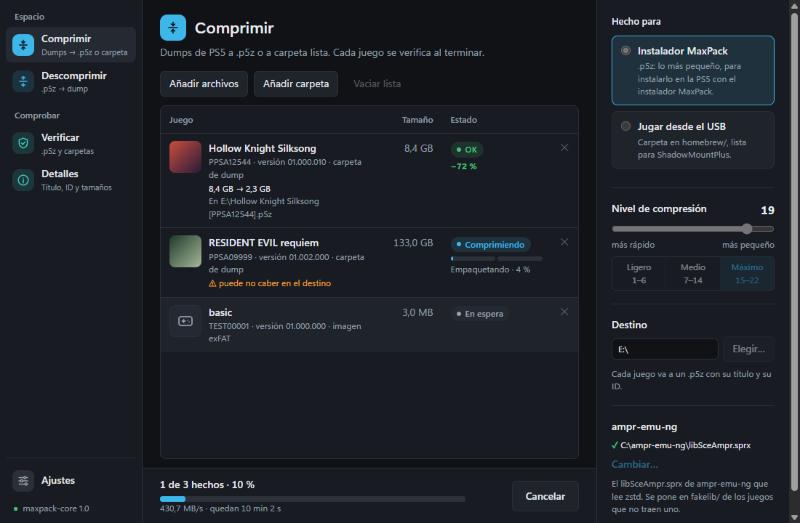 Espacio
Comprimir
Dumps → .p5z o carpeta
Descomprimir
.p5z → dump
Comprobar
Verificar
.p5z y carpetas
Detalles
Título, ID y tamaños
Ajustes
maxpack-core 1.0
Comprimir
Dumps de PS5 a .p5z o a carpeta lista. Cada juego se verifica al terminar.
Añadir archivos
Añadir carpeta
Vaciar lista
Juego
Tamaño
Estado
Hollow Knight Silksong
PPSA12544 · versión 01.000.010 · carpeta
de dump
8,4 GB → 2,3 GB
En E:\Hollow Knight Silksong
[PPSA12544].p5z
8,4 GB
OK
−72 %
RESIDENT EVIL requiem
PPSA09999 · versión 01.002.000 · carpeta
de dump
⚠ puede no caber en el destino
133,0 GB
Comprimiendo
Empaquetando · 4 %
basic
TEST00001 · versión 01.000.000 · imagen
exFAT
3,0 MB
En espera
1 de 3 hechos · 10 %
430,7 MB/s · quedan 10 min 2 s
Cancelar
Hecho para
Instalador MaxPack
.p5z: lo más pequeño, para
instalarlo en la PS5 con el
instalador MaxPack.
Jugar desde el USB
Carpeta en homebrew/, lista
para ShadowMountPlus.
Nivel de compresión
19
más rápido
más pequeño
Ligero
1–6
Medio
7–14
Máximo
15–22
Destino
E:\
Elegir...
Cada juego va a un .p5z con su título y su
ID.
ampr-emu-ng
✓ C:\ampr-emu-ng\libSceAmpr.sprx
Cambiar...
El libSceAmpr.sprx de ampr-emu-ng que
lee zstd. Se pone en fakelib/ de los juegos
que no traen uno.